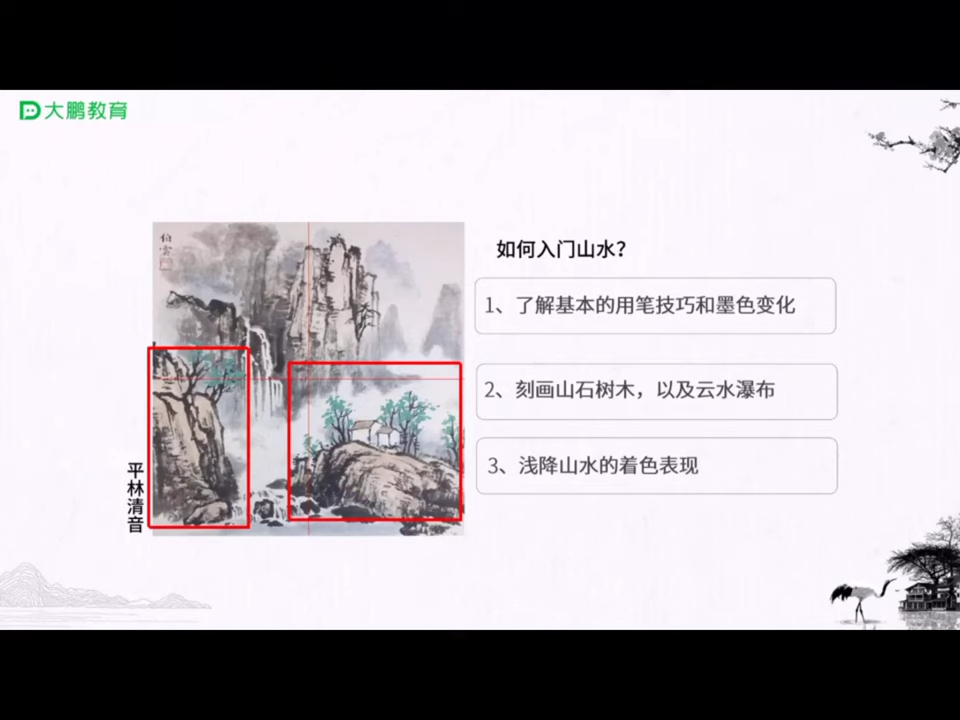 大鹏教育
伯云
如何入门山水?
1、了解基本的用笔技巧和墨色变化
2、刻画山石树木，以及云水瀑布
3、浅降山水的着色表现
平林清音